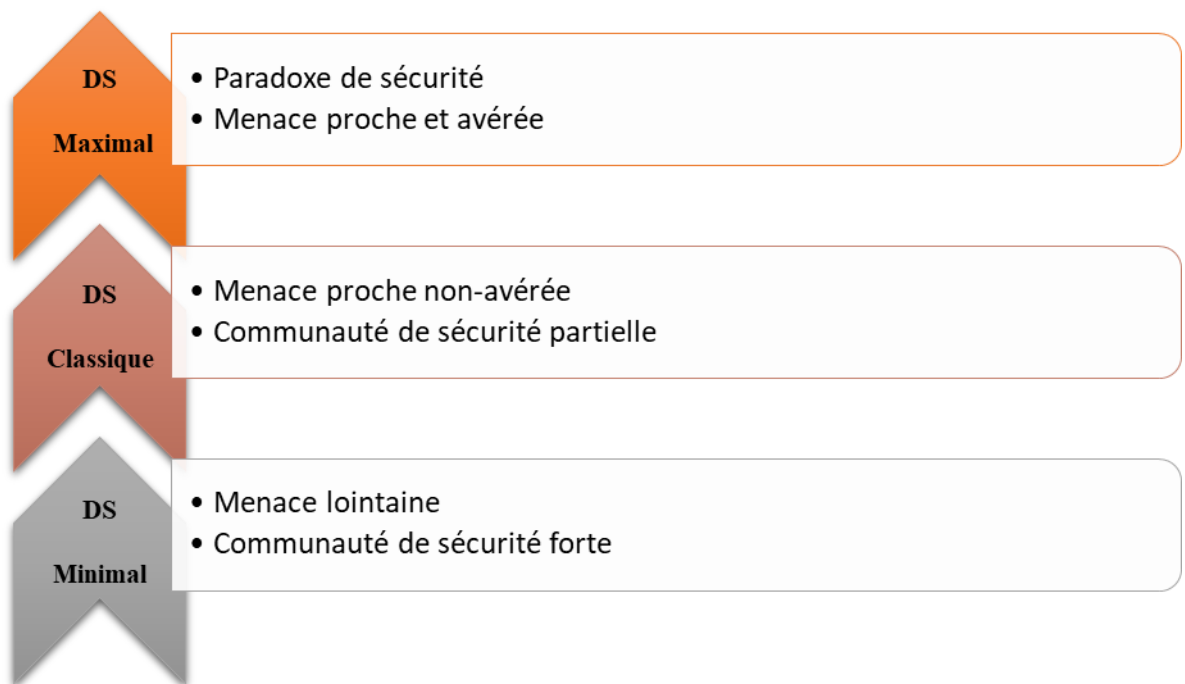 DS
Maximal
• Paradoxe de sécurité
• Menace proche et avérée
DS
Classique
• Menace proche non-avérée
• Communauté de sécurité partielle
DS
Minimal
• Menace lointaine
• Communauté de sécurité forte